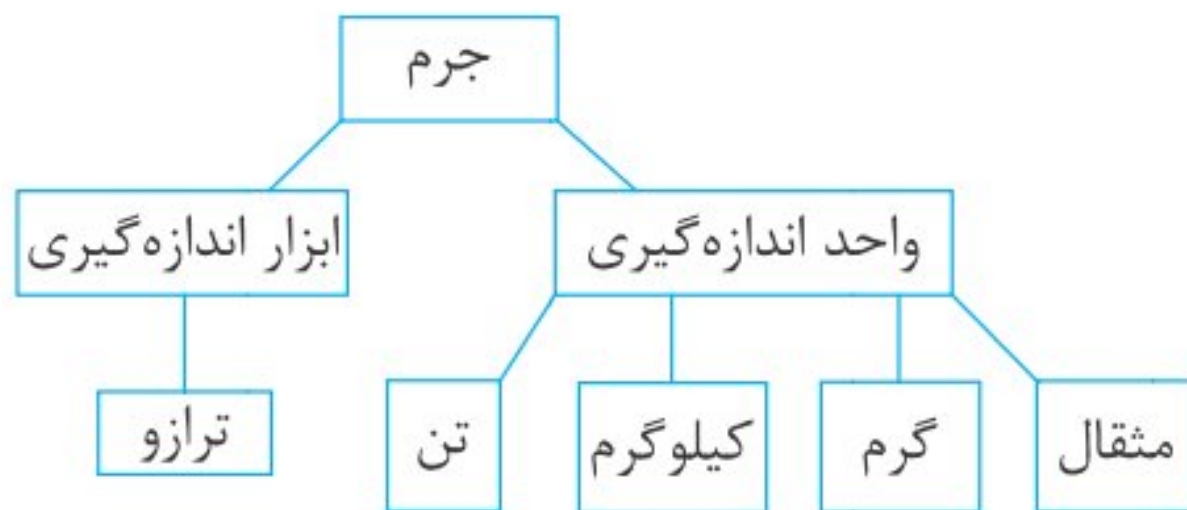 جرم
واحد اندازه‌گیری
ابزار اندازه‌گیری
مثقال
گرم
کیلوگرم
تن
ترازو